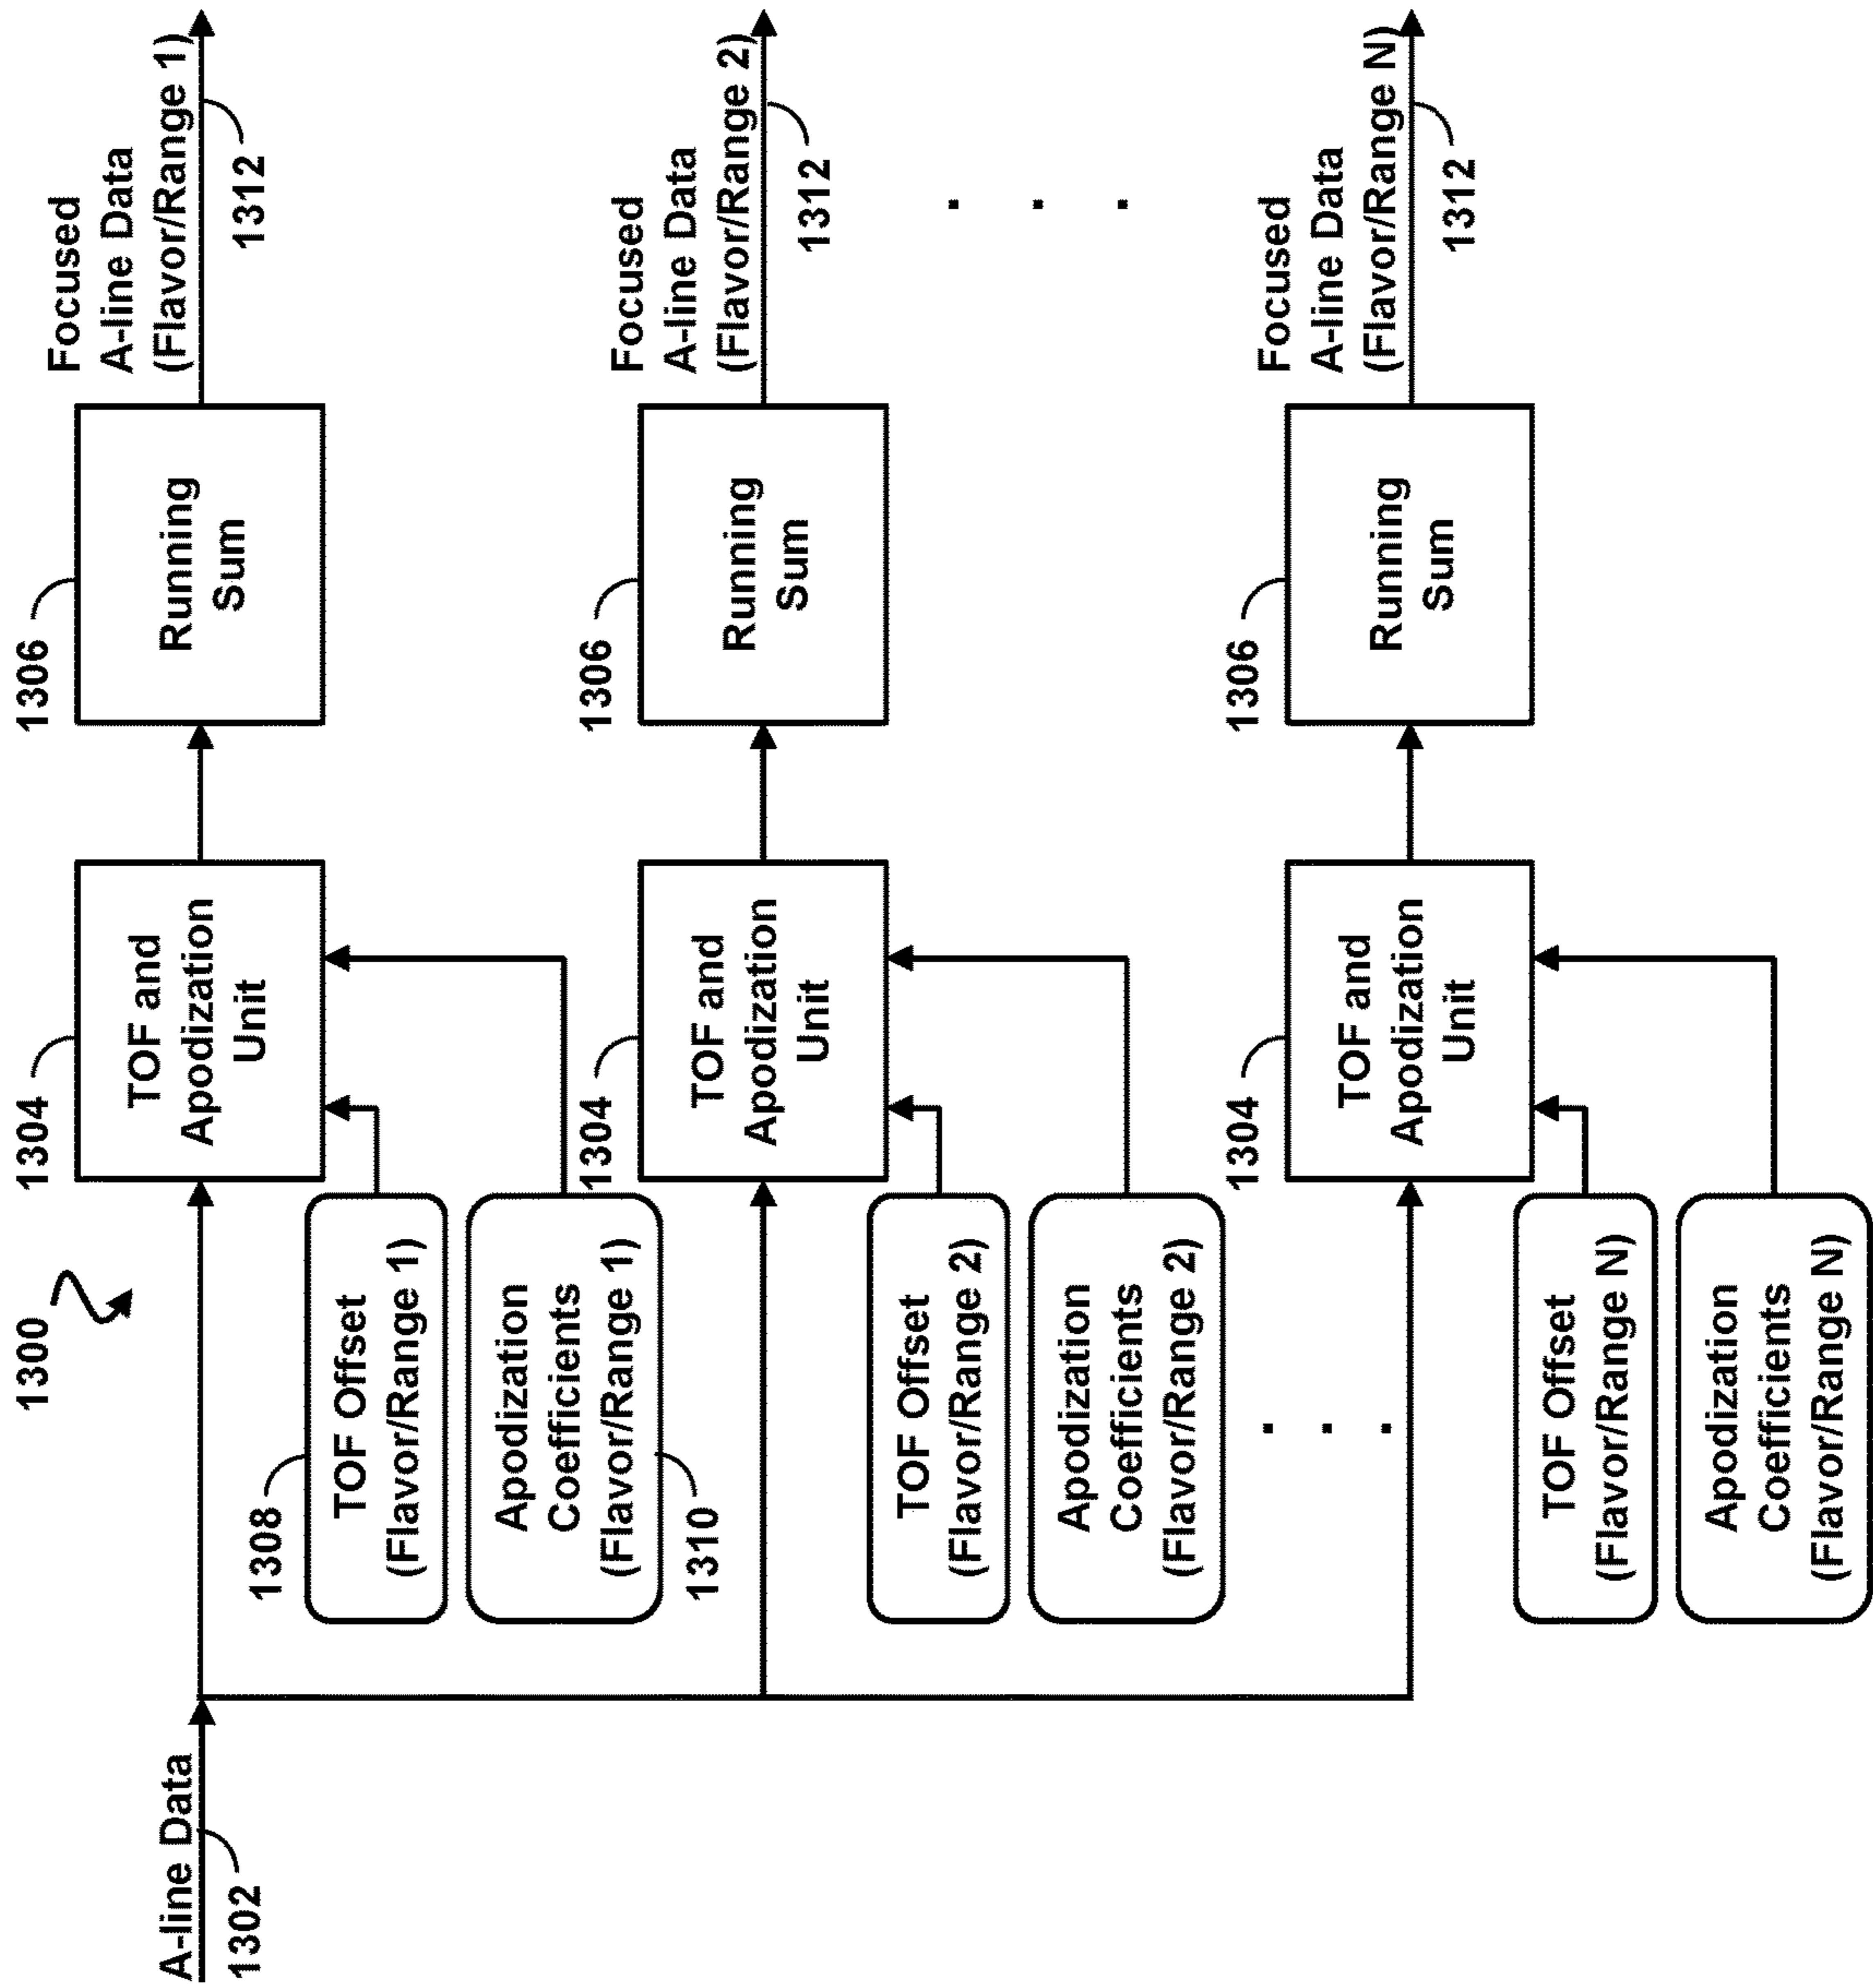 1300
A-line Data
1302
1304
TOF and
Apodization
Unit
1306
Running
Sum
Focused
A-line Data
(Flavor/Range 1)
1312
1308
TOF Offset
(Flavor/Range 1)
Apodization
Coefficients
(Flavor/Range 1)
1310
1304
TOF and
Apodization
Unit
1306
Running
Sum
Focused
A-line Data
(Flavor/Range 2)
1312
TOF Offset
(Flavor/Range 2)
Apodization
Coefficients
(Flavor/Range 2)
. . .
. . .
1304
TOF and
Apodization
Unit
1306
Running
Sum
Focused
A-line Data
(Flavor/Range N)
1312
TOF Offset
(Flavor/Range N)
Apodization
Coefficients
(Flavor/Range N)